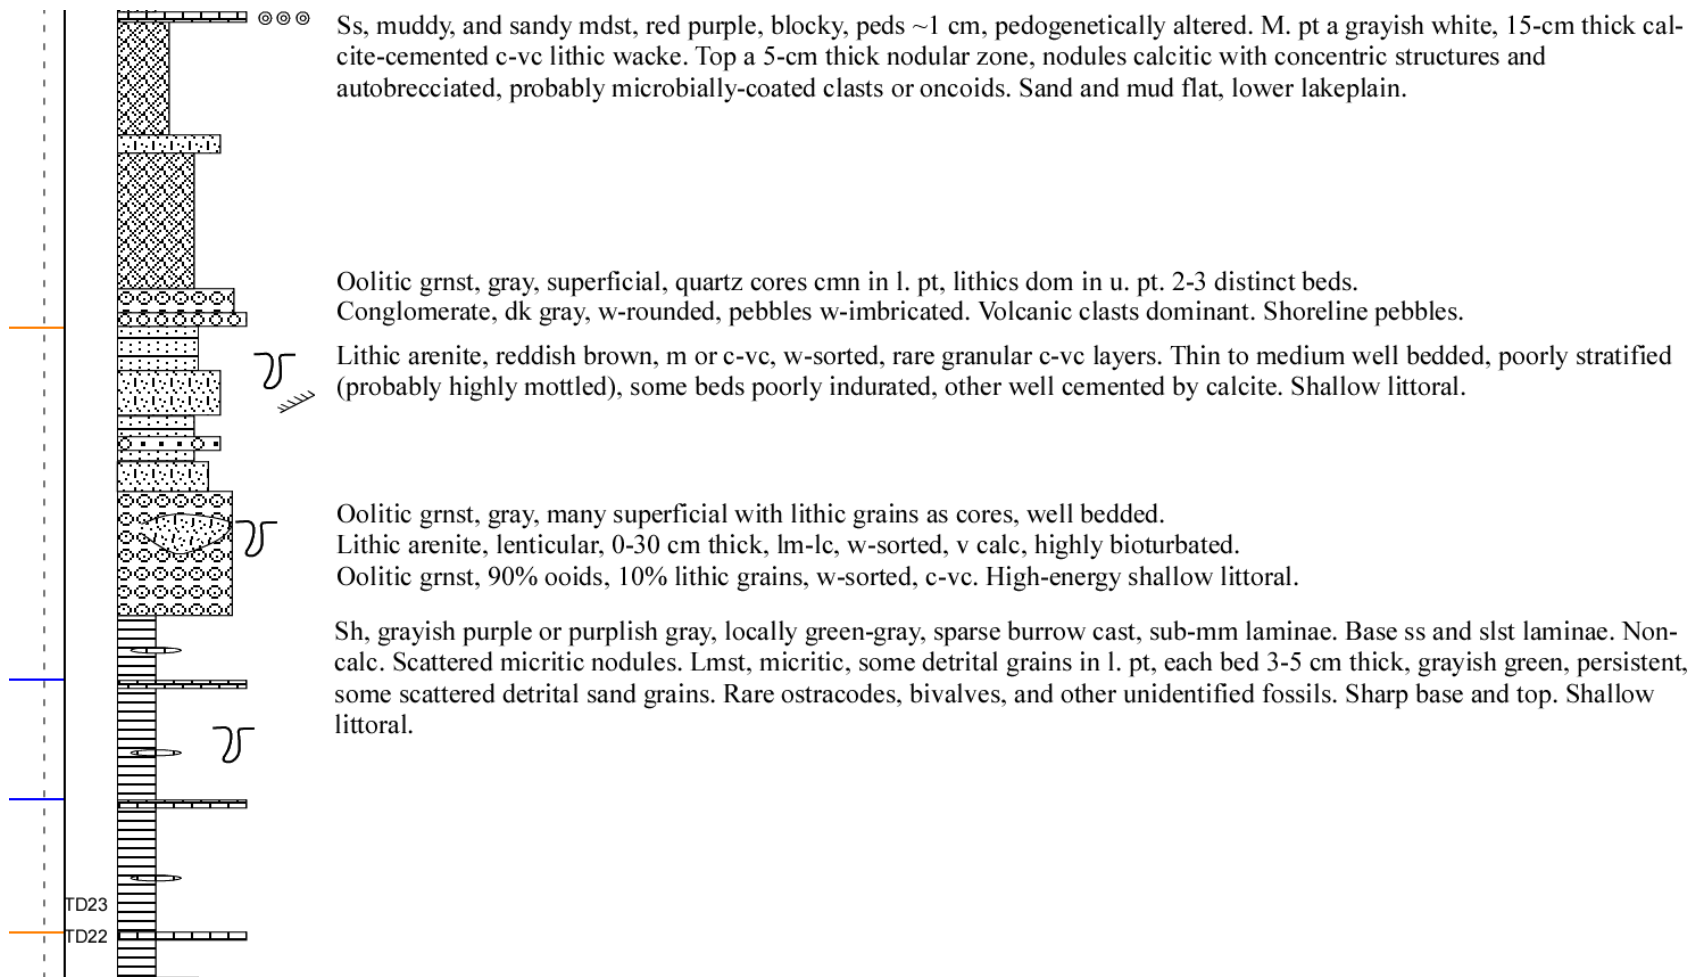 Ss, muddy, and sandy mdst, red purple, blocky, peds ~1 cm, pedogenetically altered. M. pt a grayish white, 15-cm thick cal-
cite-cemented c-vc lithic wacke. Top a 5-cm thick nodular zone, nodules calcitic with concentric structures and
autobrecciated, probably microbially-coated clasts or oncoids. Sand and mud flat, lower lakeplain.
Oolitic grnst, gray, superficial, quartz cores cmn in l. pt, lithics dom in u. pt. 2-3 distinct beds.
Conglomerate, dk gray, w-rounded, pebbles w-imbricated. Volcanic clasts dominant. Shoreline pebbles.
Lithic arenite, reddish brown, m or c-vc, w-sorted, rare granular c-vc layers. Thin to medium well bedded, poorly stratified
(probably highly mottled), some beds poorly indurated, other well cemented by calcite. Shallow littoral.
Oolitic grnst, gray, many superficial with lithic grains as cores, well bedded.
Lithic arenite, lenticular, 0-30 cm thick, lm-lc, w-sorted, v calc, highly bioturbated.
Oolitic grnst, 90% ooids, 10% lithic grains, w-sorted, c-vc. High-energy shallow littoral.
Sh, grayish purple or purplish gray, locally green-gray, sparse burrow cast, sub-mm laminae. Base ss and slst laminae. Non-
calc. Scattered micritic nodules. Lmst, micritic, some detrital grains in l. pt, each bed 3-5 cm thick, grayish green, persistent,
some scattered detrital sand grains. Rare ostracodes, bivalves, and other unidentified fossils. Sharp base and top. Shallow
littoral.
TD23
TD22